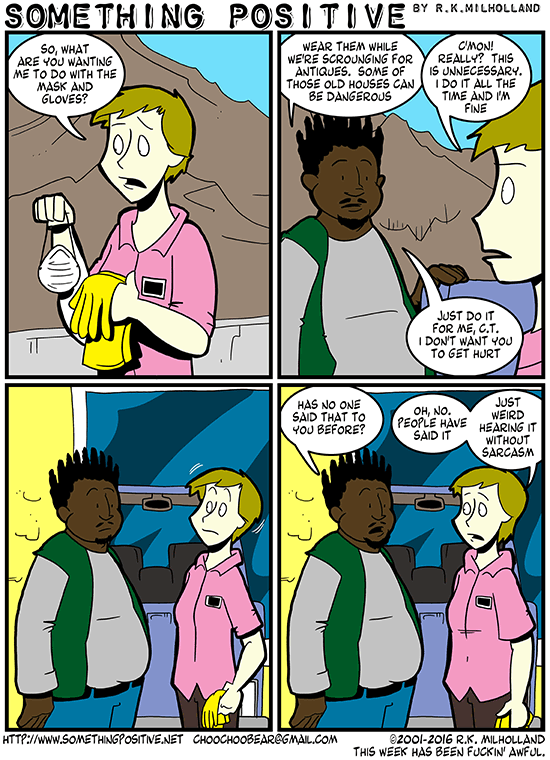 SOMETHING POSITIVE BY R.K.MILHOLLAND
SO, WHAT
ARE YOU WANTING
ME TO DO WITH THE
MASK AND
GLOVES?
WEAR THEM WHILE
WE'RE SCROUNGING FOR
ANTIQUES. SOME OF
THOSE OLD HOUSES CAN
BE DANGEROUS
C'MON!
REALLY? THIS
IS UNNECESSARY.
I DO IT ALL THE
TIME AND I'M
FINE
JUST DO IT
FOR ME, C.T.
I DON'T WANT YOU
TO GET HURT
HAS NO ONE
SAID THAT TO
YOU BEFORE?
OH, NO.
PEOPLE HAVE
SAID IT
JUST
WEIRD
HEARING IT
WITHOUT
SARCASM
HTTP://WWW.SOMETHINGPOSITIVE.NET CHOOCHOOBEAR@GMAIL.COM
©2001-2016 R.K. MILHOLLAND
THIS WEEK HAS BEEN FUCKIN' AWFUL.